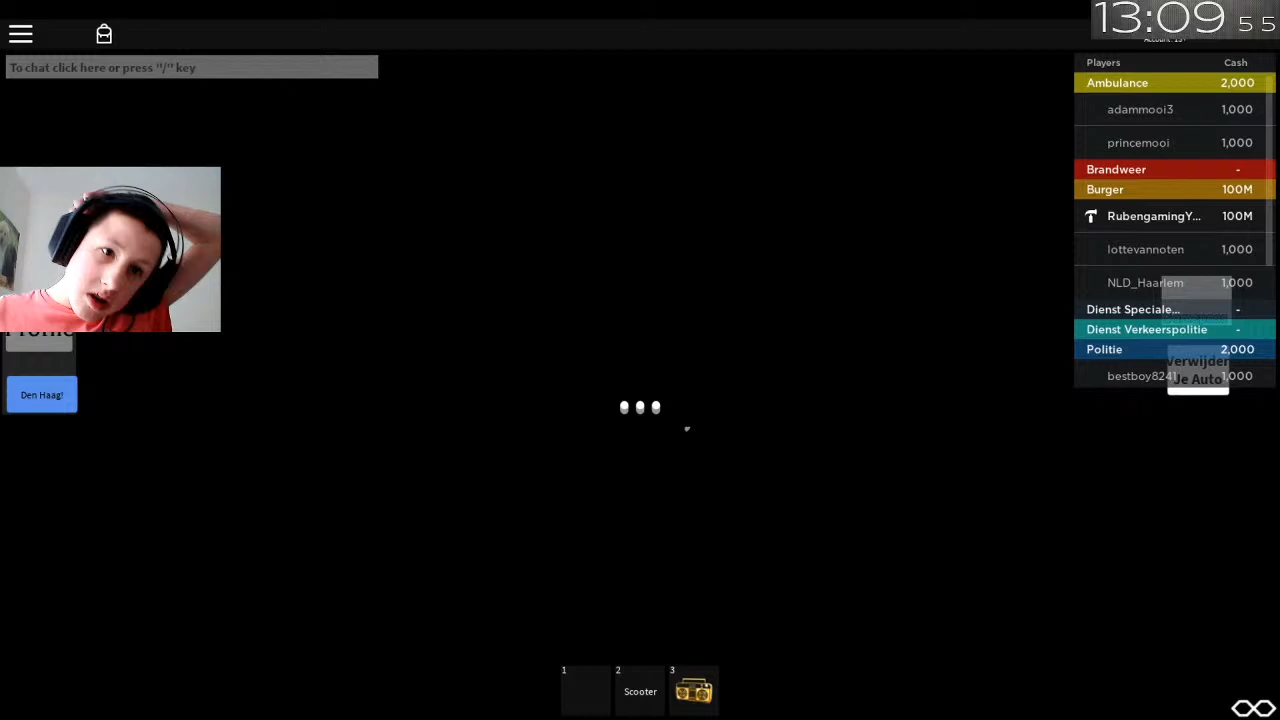 13:09 55
To chat click here or press "/" key
Players Cash
Ambulance 2,000
adammooi3 1,000
princemooi 1,000
Brandweer -
Burger 100M
RubengamingY... 100M
lottevannoten 1,000
NLD_Haarlem 1,000
Dienst Speciale... -
Dienst Verkeerspolitie -
Politie 2,000
bestboy8241 1,000
Verwijder
Je Auto
Den Haag!
1 2 3
Scooter